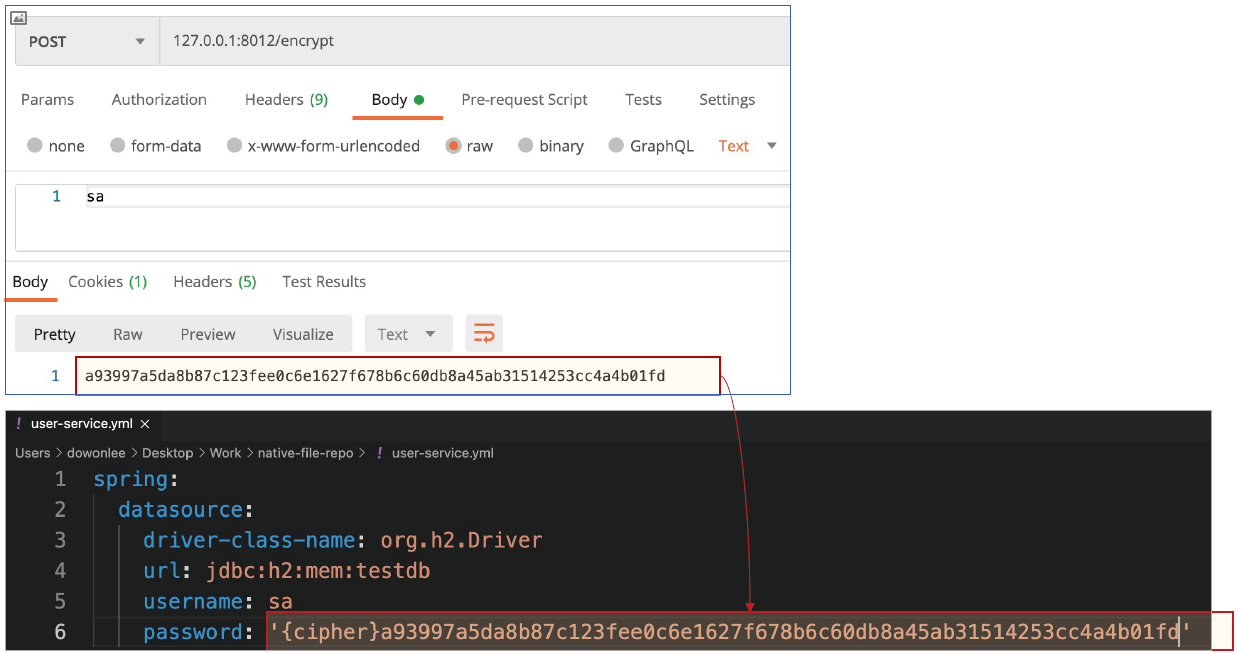 POST 127.0.0.1:8012/encrypt
Params Authorization Headers (9) Body Pre-request Script Tests Settings
none form-data x-www-form-urlencoded raw binary GraphQL Text
1 sa
Body Cookies (1) Headers (5) Test Results
Pretty Raw Preview Visualize Text
1 a93997a5da8b87c123fee0c6e1627f678b6c60db8a45ab31514253cc4a4b01fd
! user-service.yml ×
Users > dowonlee > Desktop > Work > native-file-repo > ! user-service.yml
1 spring:
2 datasource:
3 driver-class-name: org.h2.Driver
4 url: jdbc:h2:mem:testdb
5 username: sa
6 password: '{cipher}a93997a5da8b87c123fee0c6e1627f678b6c60db8a45ab31514253cc4a4b01fd'